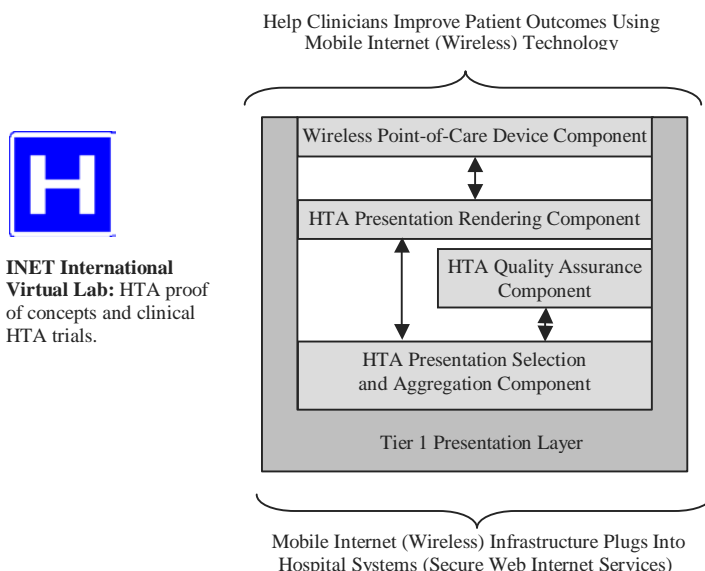 Help Clinicians Improve Patient Outcomes Using
Mobile Internet (Wireless) Technology
H
INET International
Virtual Lab: HTA proof
of concepts and clinical
HTA trials.
Wireless Point-of-Care Device Component
HTA Presentation Rendering Component
HTA Quality Assurance
Component
HTA Presentation Selection
and Aggregation Component
Tier 1 Presentation Layer
Mobile Internet (Wireless) Infrastructure Plugs Into
Hospital Systems (Secure Web Internet Services)